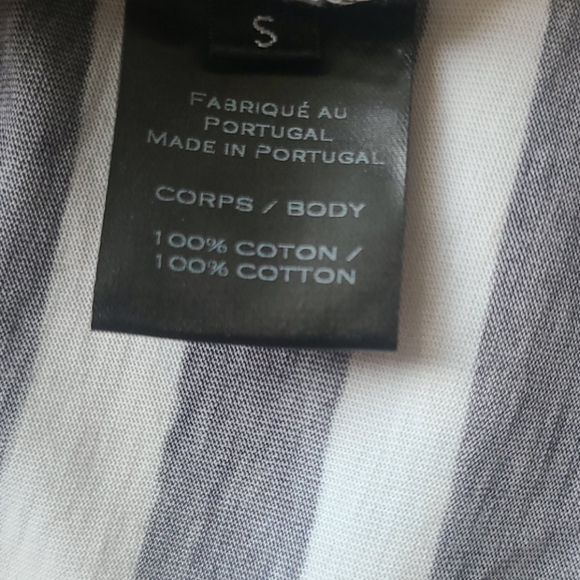 S
FABRIQUÉ AU
PORTUGAL
MADE IN PORTUGAL
CORPS / BODY
100% COTON /
100% COTTON